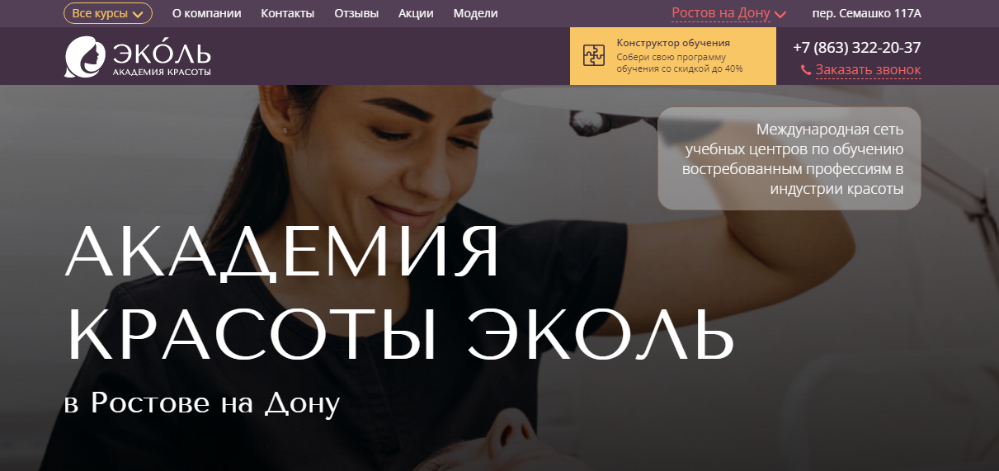 Все курсы О компании Контакты Отзывы Акции Модели Ростов на Дону пер. Семашко 117А
ЭКО́ЛЬ
АКАДЕМИЯ КРАСОТЫ
Конструктор обучения
Собери свою программу
обучения со скидкой до 40%
+7 (863) 322-20-37
Заказать звонок
Международная сеть
учебных центров по обучению
востребованным профессиям в
индустрии красоты
АКАДЕМИЯ
КРАСОТЫ ЭКОЛЬ
в Ростове на Дону